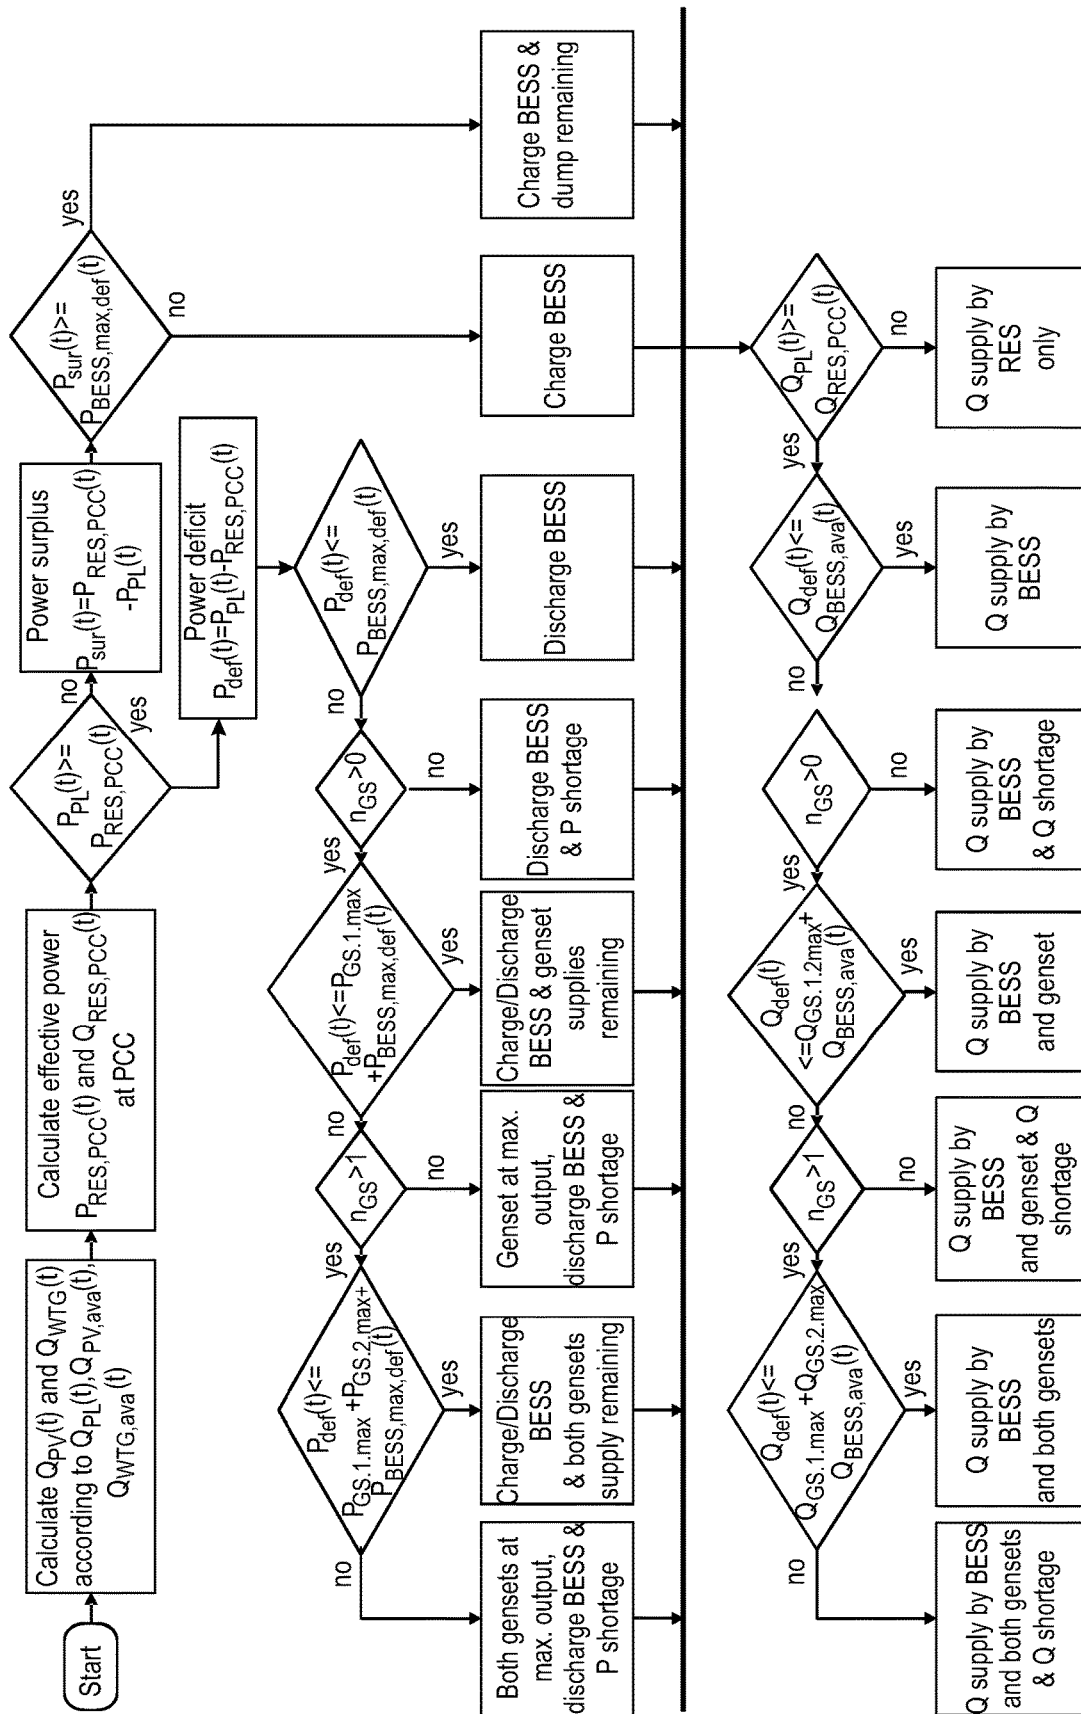 Start
Calculate Q_PV(t) and Q_WTG(t)
according to Q_PL(t),Q_PV,ava(t),
Q_WTG,ava(t)
Calculate effective power
P_RES,PCC(t) and Q_RES,PCC(t)
at PCC
P_PL(t)>=
P_RES,PCC(t)
no
yes
Power surplus
P_sur(t)=P_RES,PCC(t)
-P_PL(t)
P_sur(t)>=
P_BESS,max,def(t)
yes
no
Power deficit
P_def(t)=P_PL(t)-P_RES,PCC(t)
P_def(t)<=
P_BESS,max,def(t)
no
yes
n_GS>0
yes
no
P_def(t)<=P_GS.1.max
+P_BESS,max,def(t)
no
yes
n_GS>1
yes
no
P_def(t)<=
P_GS.1.max+P_GS.2.max+
P_BESS,max,def(t)
no
yes
Both gensets at
max. output,
discharge BESS &
P shortage
Charge/Discharge
BESS
& both gensets
supply remaining
Genset at max.
output,
discharge BESS &
P shortage
Charge/Discharge
BESS & genset
supplies
remaining
Discharge BESS
& P shortage
Discharge BESS
Charge BESS
Charge BESS &
dump remaining
Q_PL(t)>=
Q_RES,PCC(t)
yes
no
Q_def(t)<=
Q_BESS,ava(t)
no
yes
n_GS>0
yes
no
Q_def(t)
<=Q_GS.1.2max+
Q_BESS,ava(t)
no
yes
n_GS>1
yes
no
Q_def(t)<=
Q_GS.1.max+Q_GS.2.max
Q_BESS,ava(t)
no
yes
Q supply by BESS
and both gensets
& Q shortage
Q supply by
BESS
and both gensets
Q supply by
BESS
and genset & Q
shortage
Q supply by
BESS
and genset
Q supply by
BESS
& Q shortage
Q supply by
BESS
Q supply by
RES
only